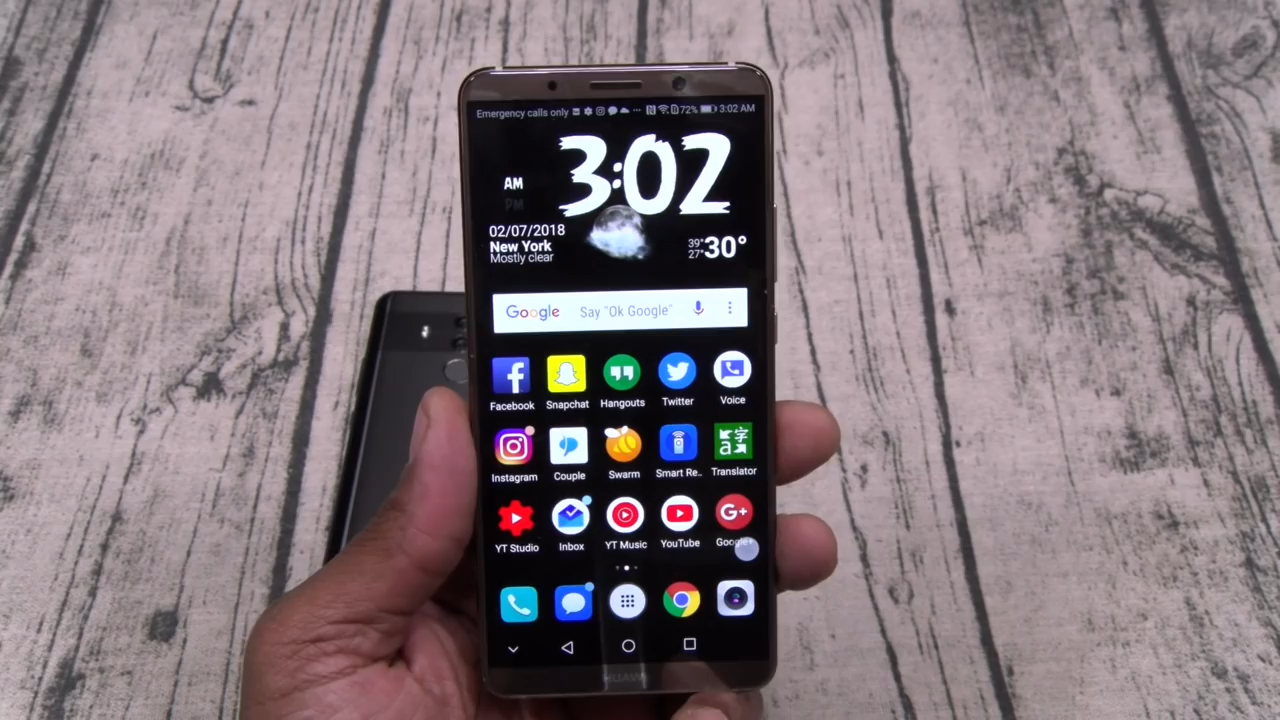 Emergency calls only 72% 3:02 AM
3:02
AM
PM
02/07/2018
New York
Mostly clear
39°
27°
30°
Google Say "Ok Google"
Facebook Snapchat Hangouts Twitter Voice
Instagram Couple Swarm Smart Re.. Translator
YT Studio Inbox YT Music YouTube Google+
HUAWEI